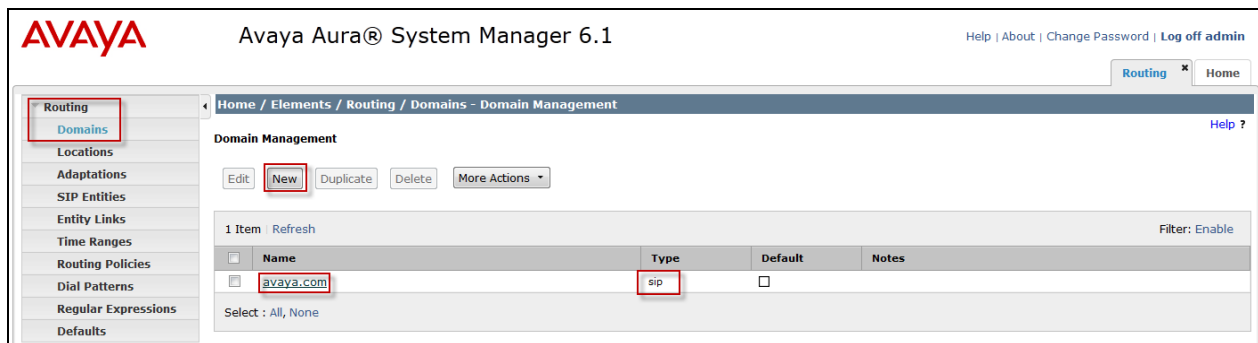 AVAYA
Avaya Aura® System Manager 6.1
Help | About | Change Password | Log off admin
Routing ✖ Home
Routing
Domains
Locations
Adaptations
SIP Entities
Entity Links
Time Ranges
Routing Policies
Dial Patterns
Regular Expressions
Defaults
Home / Elements / Routing / Domains - Domain Management
Help ?
Domain Management
Edit New Duplicate Delete More Actions
1 Item | Refresh Filter: Enable
Name Type Default Notes
avaya.com sip
Select : All, None